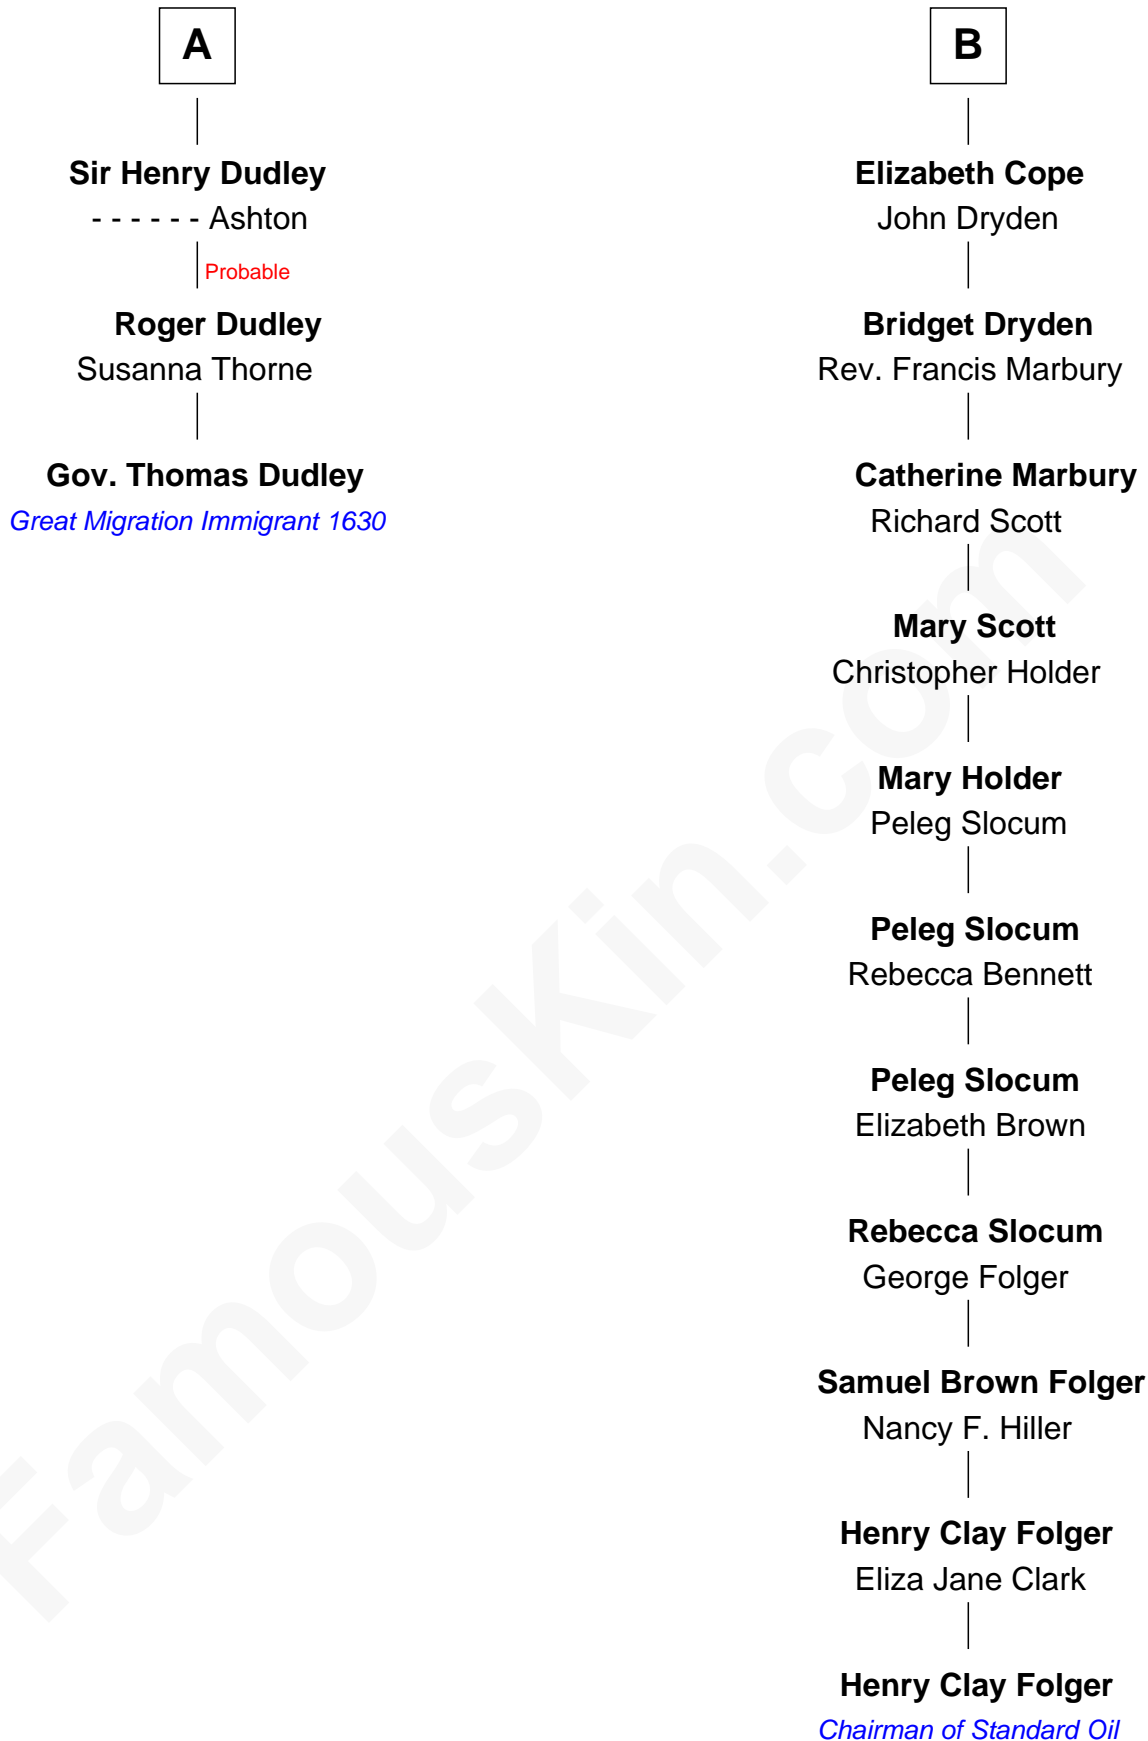 A
Sir Henry Dudley
- - - - - - Ashton
Probable
Roger Dudley
Susanna Thorne
Gov. Thomas Dudley
Great Migration Immigrant 1630
B
Elizabeth Cope
John Dryden
Bridget Dryden
Rev. Francis Marbury
Catherine Marbury
Richard Scott
Mary Scott
Christopher Holder
Mary Holder
Peleg Slocum
Peleg Slocum
Rebecca Bennett
Peleg Slocum
Elizabeth Brown
Rebecca Slocum
George Folger
Samuel Brown Folger
Nancy F. Hiller
Henry Clay Folger
Eliza Jane Clark
Henry Clay Folger
Chairman of Standard Oil
FamousKin.com